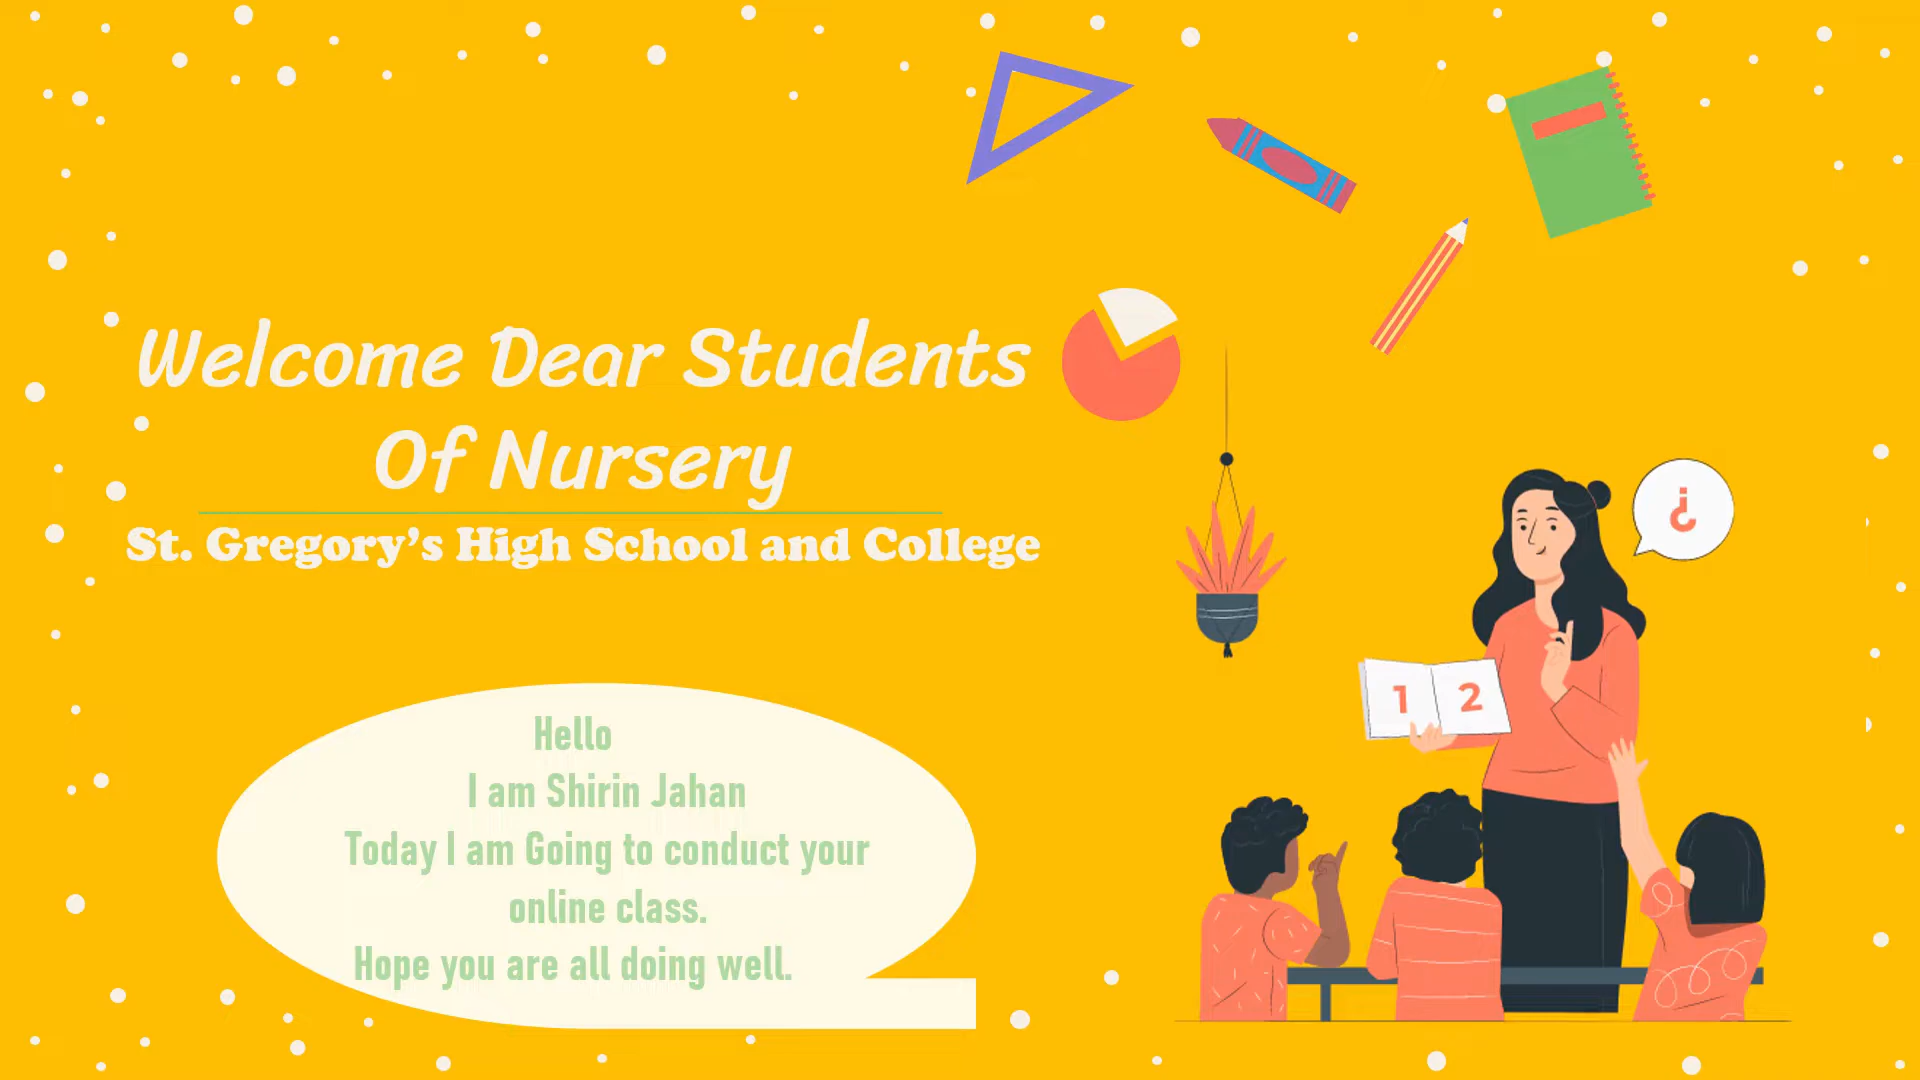 Welcome Dear Students
Of Nursery
St. Gregory's High School and College
Hello
I am Shirin Jahan
Today I am Going to conduct your
online class.
Hope you are all doing well.
¿
1 2